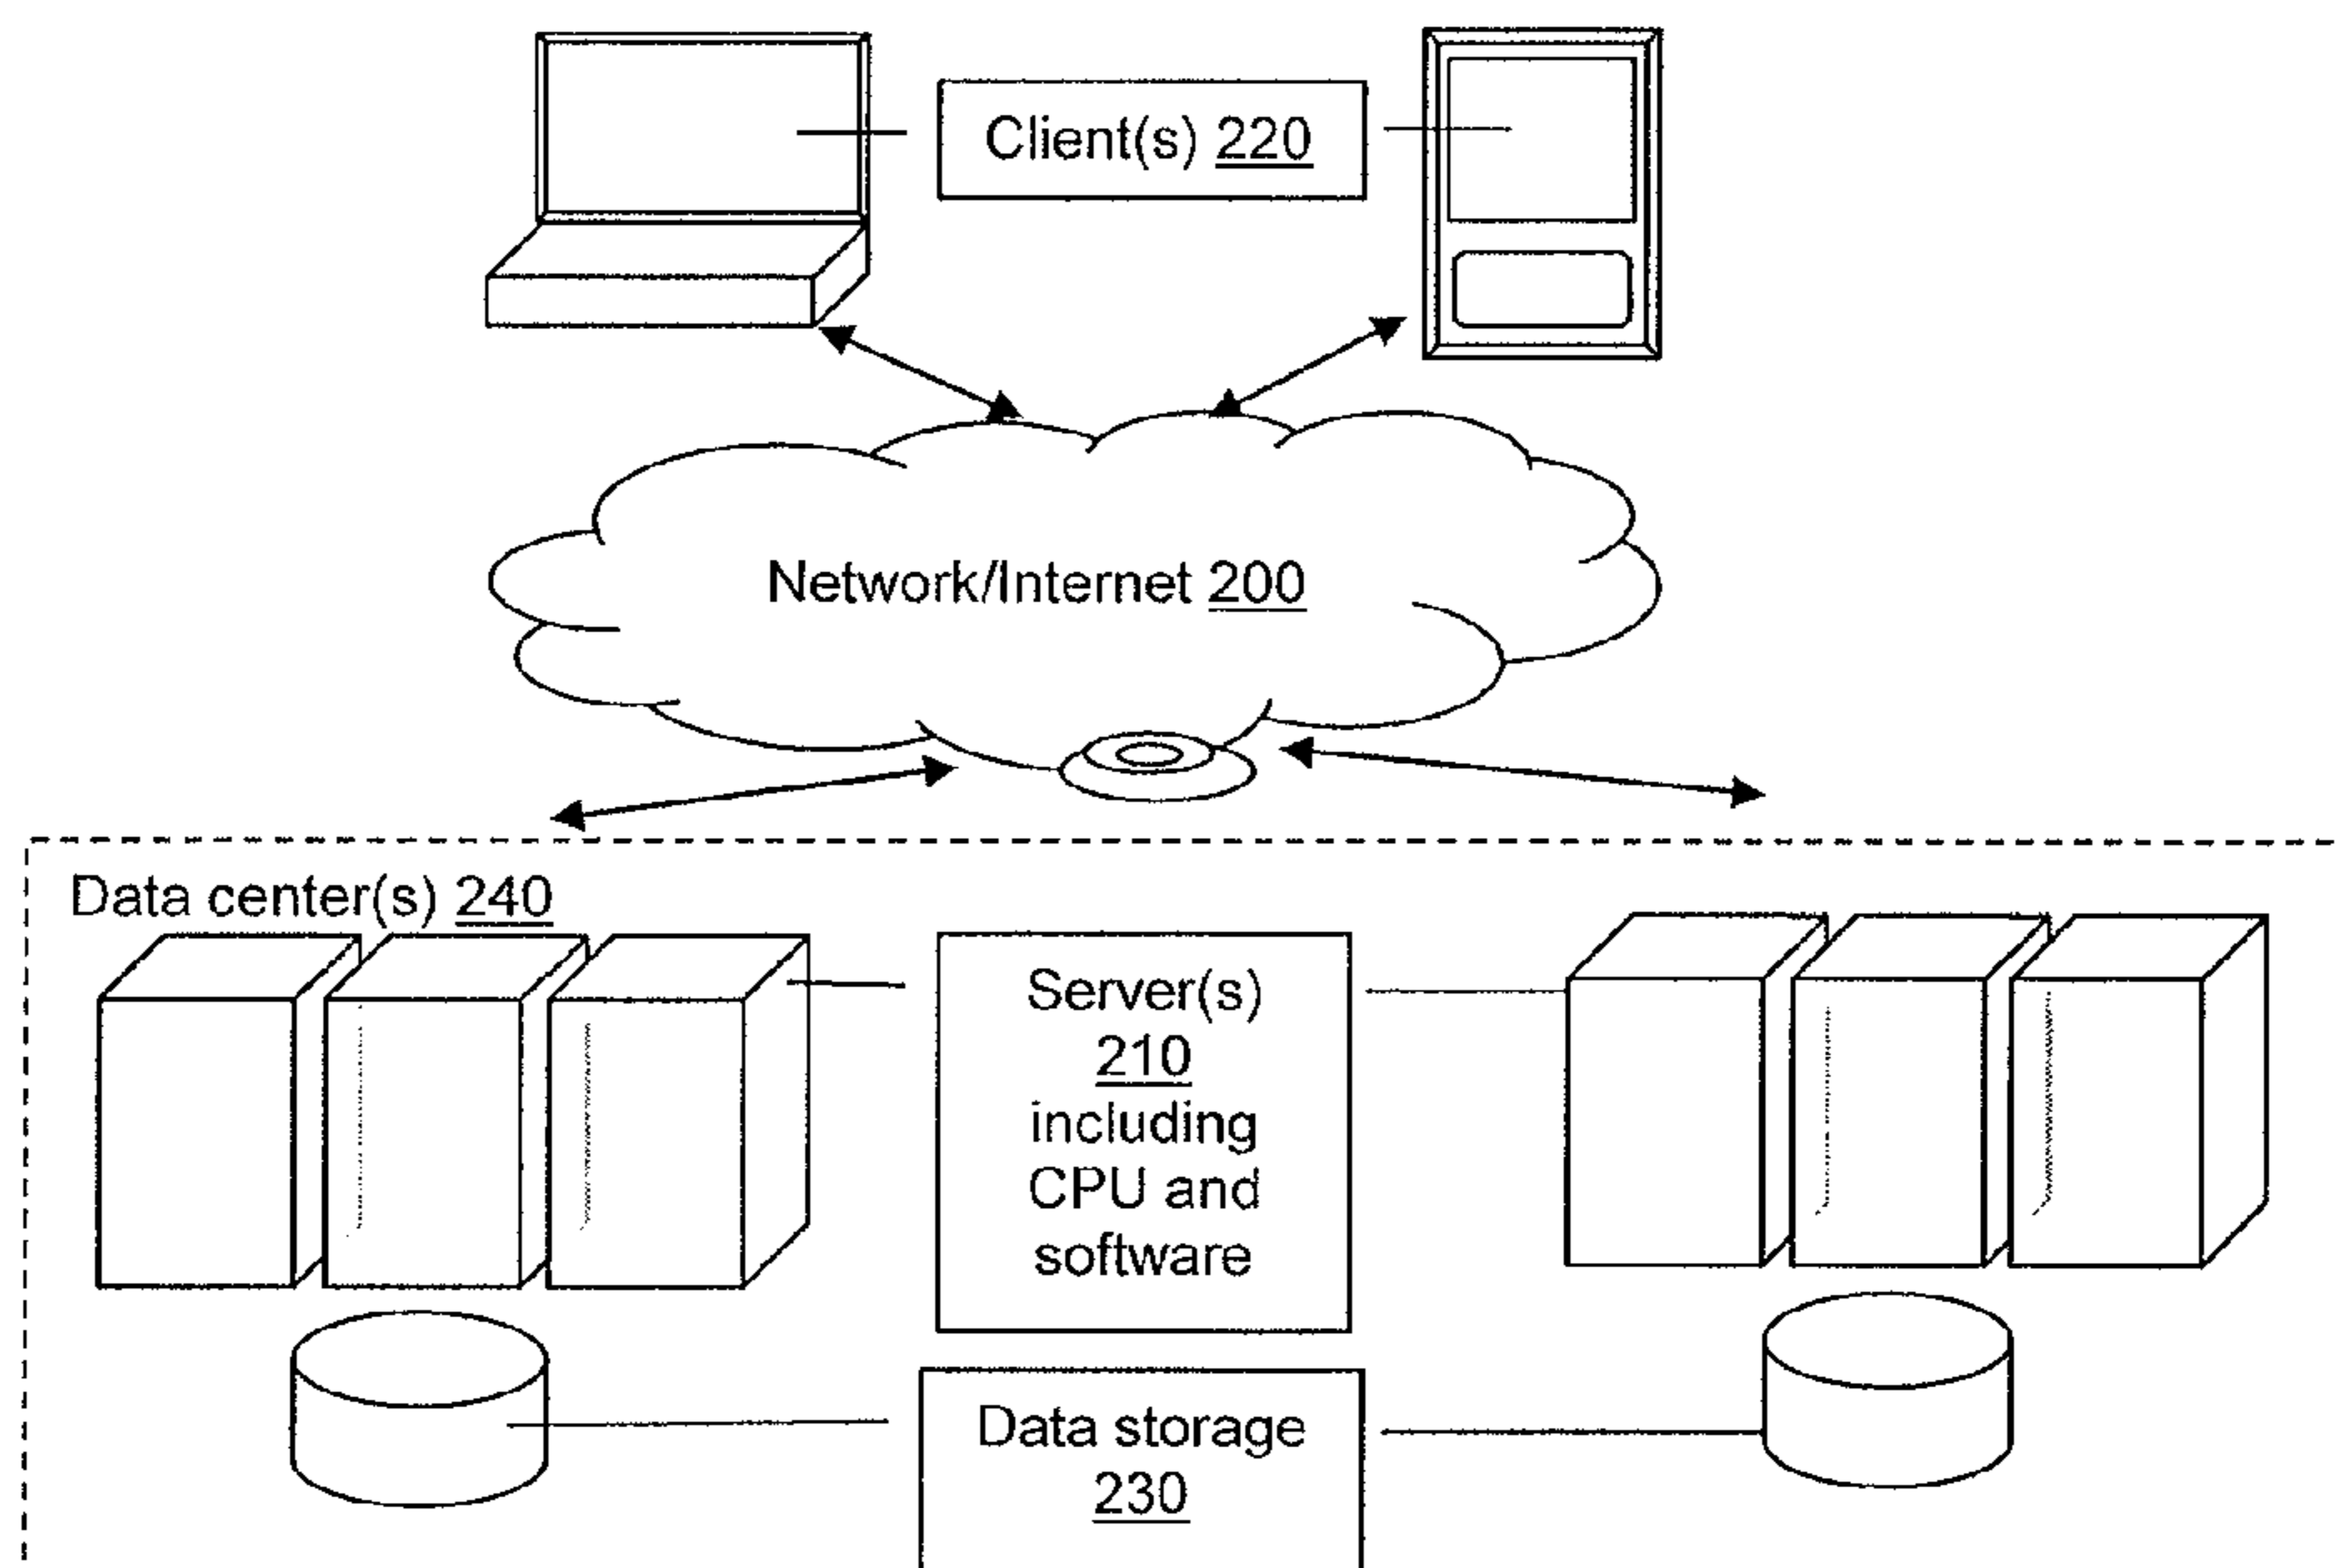 Client(s) 220
Network/Internet 200
Data center(s) 240
Server(s)
210
including
CPU and
software
Data storage
230